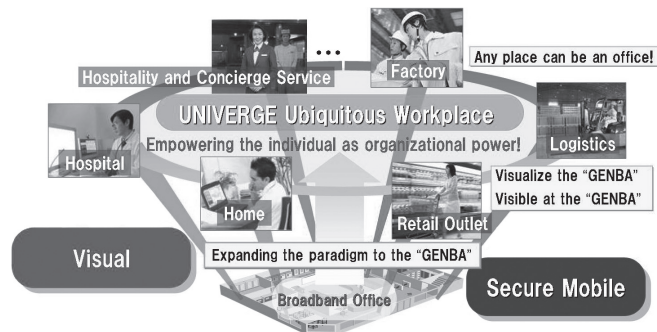 Hospitality and Concierge Service
...
Factory
Any place can be an office!
UNIVERGE Ubiquitous Workplace
Empowering the individual as organizational power!
Hospital
Logistics
Home
Retail Outlet
Visualize the “GENBA”
Visible at the “GENBA”
Visual
Expanding the paradigm to the “GENBA”
Broadband Office
Secure Mobile